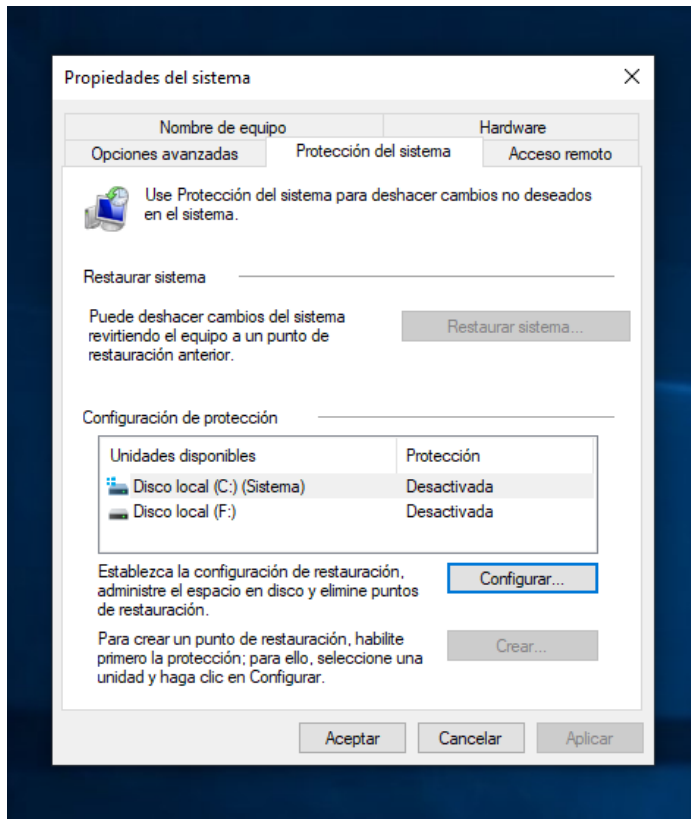 Propiedades del sistema
Nombre de equipo
Hardware
Opciones avanzadas
Protección del sistema
Acceso remoto
Use Protección del sistema para deshacer cambios no deseados
en el sistema.
Restaurar sistema
Puede deshacer cambios del sistema
revirtiendo el equipo a un punto de
restauración anterior.
Restaurar sistema...
Configuración de protección
Unidades disponibles
Protección
Disco local (C:) (Sistema)
Desactivada
Disco local (F:)
Desactivada
Establezca la configuración de restauración,
administre el espacio en disco y elimine puntos
de restauración.
Configurar...
Para crear un punto de restauración, habilite
primero la protección; para ello, seleccione una
unidad y haga clic en Configurar.
Crear...
Aceptar
Cancelar
Aplicar